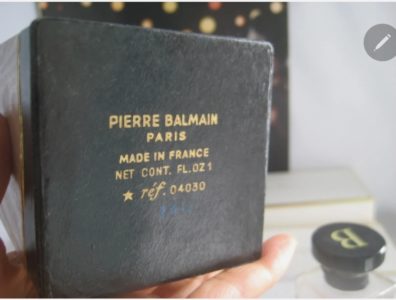 PIERRE BALMAIN
PARIS
MADE IN FRANCE
NET CONT. FL.OZ 1
★ réf. 04030
B